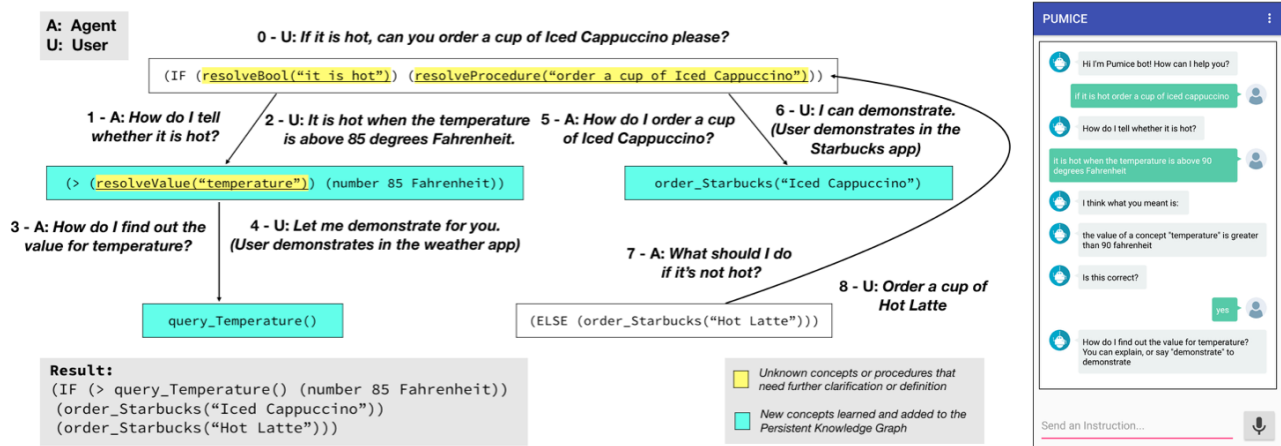 A: Agent
U: User
0 - U: If it is hot, can you order a cup of Iced Cappuccino please?
(IF (resolveBool(“it is hot”) (resolveProcedure(“order a cup of Iced Cappuccino”)))
1 - A: How do I tell
whether it is hot?
2 - U: It is hot when the temperature
is above 85 degrees Fahrenheit.
5 - A: How do I order a cup
of Iced Cappuccino?
6 - U: I can demonstrate.
(User demonstrates in the
Starbucks app)
(> (resolveValue(“temperature”)) (number 85 Fahrenheit))
order_Starbucks(“Iced Cappuccino”)
3 - A: How do I find out the
value for temperature?
4 - U: Let me demonstrate for you.
(User demonstrates in the weather app)
7 - A: What should I do
if it’s not hot?
8 - U: Order a cup of
Hot Latte
query_Temperature()
(ELSE (order_Starbucks(“Hot Latte”)))
Result:
(IF (> query_Temperature() (number 85 Fahrenheit))
(order_Starbucks(“Iced Cappuccino”))
(order_Starbucks(“Hot Latte”)))
Unknown concepts or procedures that
need further clarification or definition
New concepts learned and added to the
Persistent Knowledge Graph
PUMICE
Hi I'm Pumice bot! How can I help you?
if it is hot order a cup of iced cappuccino
How do I tell whether it is hot?
it is hot when the temperature is above 90
degrees Fahrenheit
I think what you meant is:
the value of a concept "temperature" is greater
than 90 fahrenheit
Is this correct?
yes
How do I find out the value for temperature?
You can explain, or say "demonstrate" to
demonstrate
Send an Instruction...